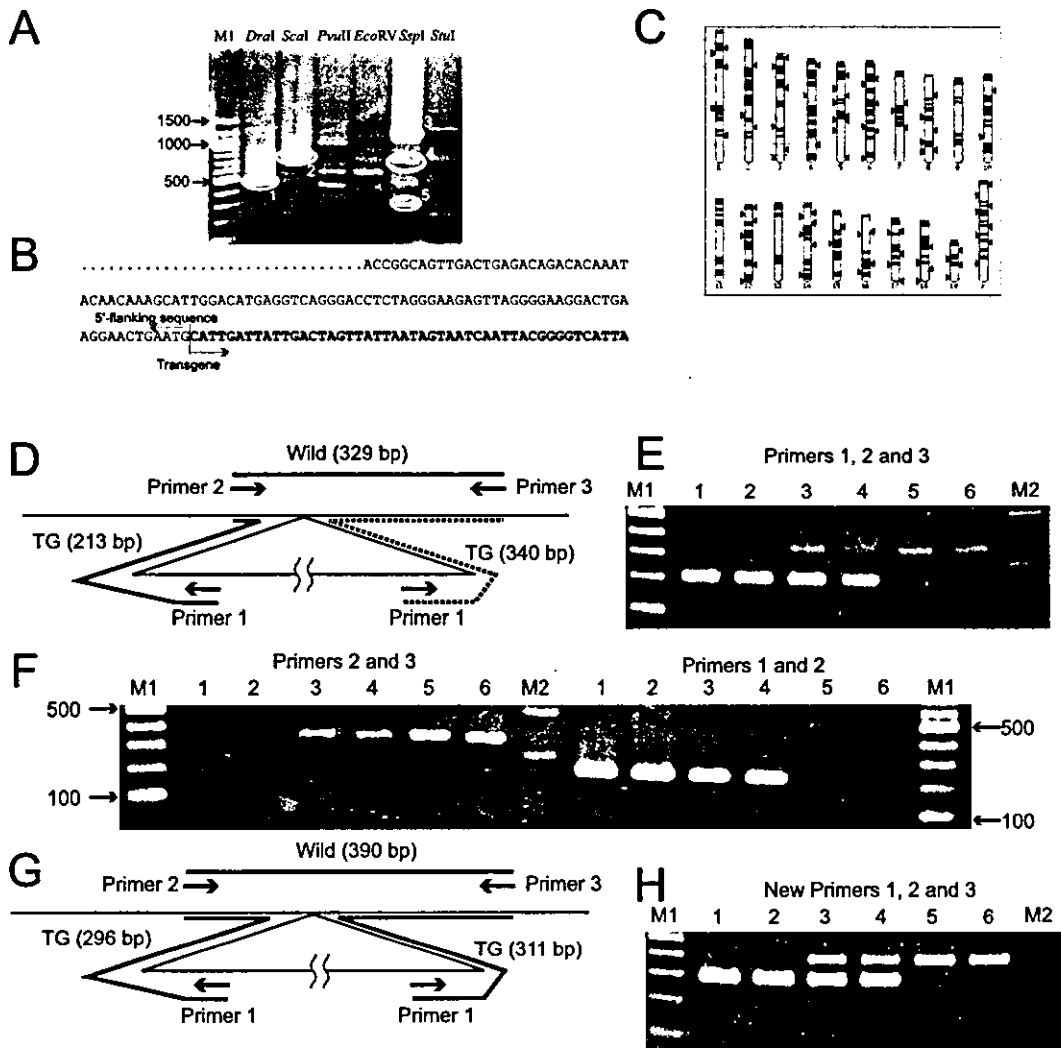 A
M1 DraI ScaI PvuII EcoRV SspI StuI
1500
1000
500
1
2
3
4
5
B
ACCGGCAGTTGACTGAGACAGACACAAAT
ACAACAAAGCATTGGACATGAGGTCAGGGACCTCTAGGGAAGAGTTAGGGGAAGGACTGA
5'-flanking sequence
AGGAACTGAATGCATTGATTATTGACTAGTTATTAATAGTAATCAATTACGGGGTCATTA
Transgene
C
D
Wild (329 bp)
Primer 2
Primer 3
TG (213 bp)
TG (340 bp)
Primer 1
Primer 1
E
Primers 1, 2 and 3
M1 1 2 3 4 5 6 M2
F
Primers 2 and 3
Primers 1 and 2
M1 1 2 3 4 5 6 M2 1 2 3 4 5 6 M1
500
100
500
100
G
Wild (390 bp)
Primer 2
Primer 3
TG (296 bp)
TG (311 bp)
Primer 1
Primer 1
H
New Primers 1, 2 and 3
M1 1 2 3 4 5 6 M2